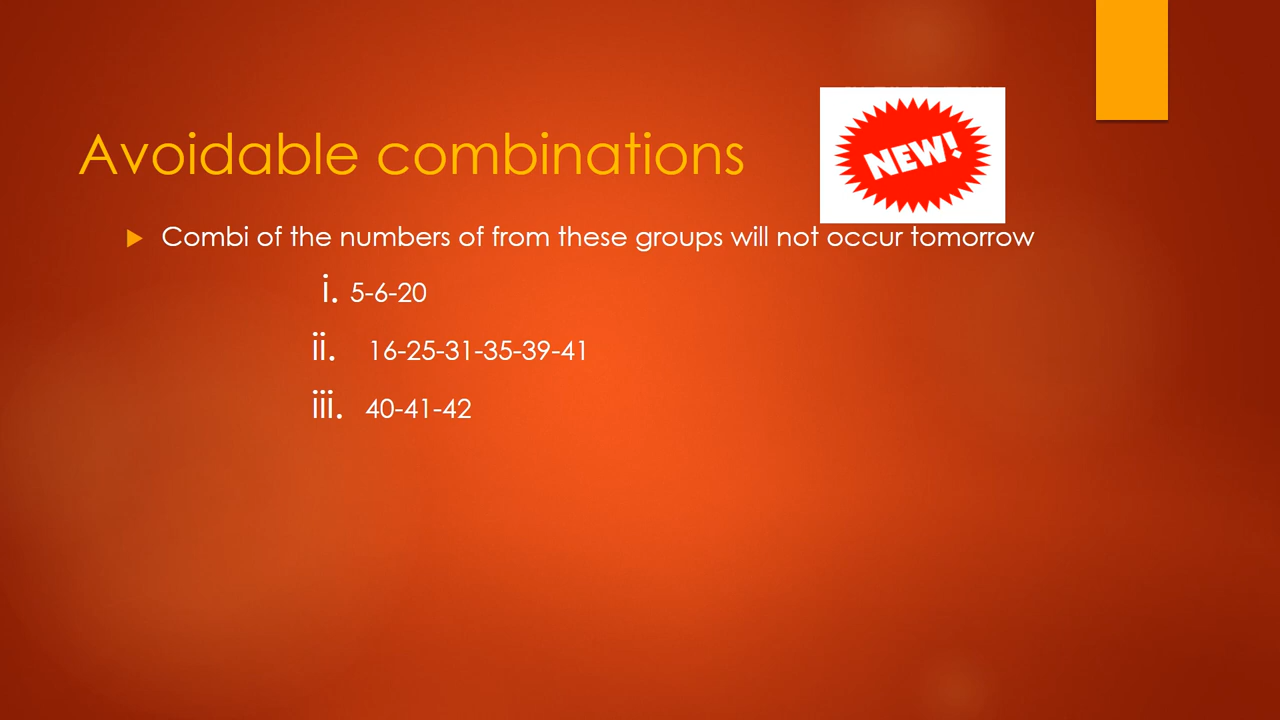 Avoidable combinations
NEW!
Combi of the numbers of from these groups will not occur tomorrow
i. 5-6-20
ii. 16-25-31-35-39-41
iii. 40-41-42